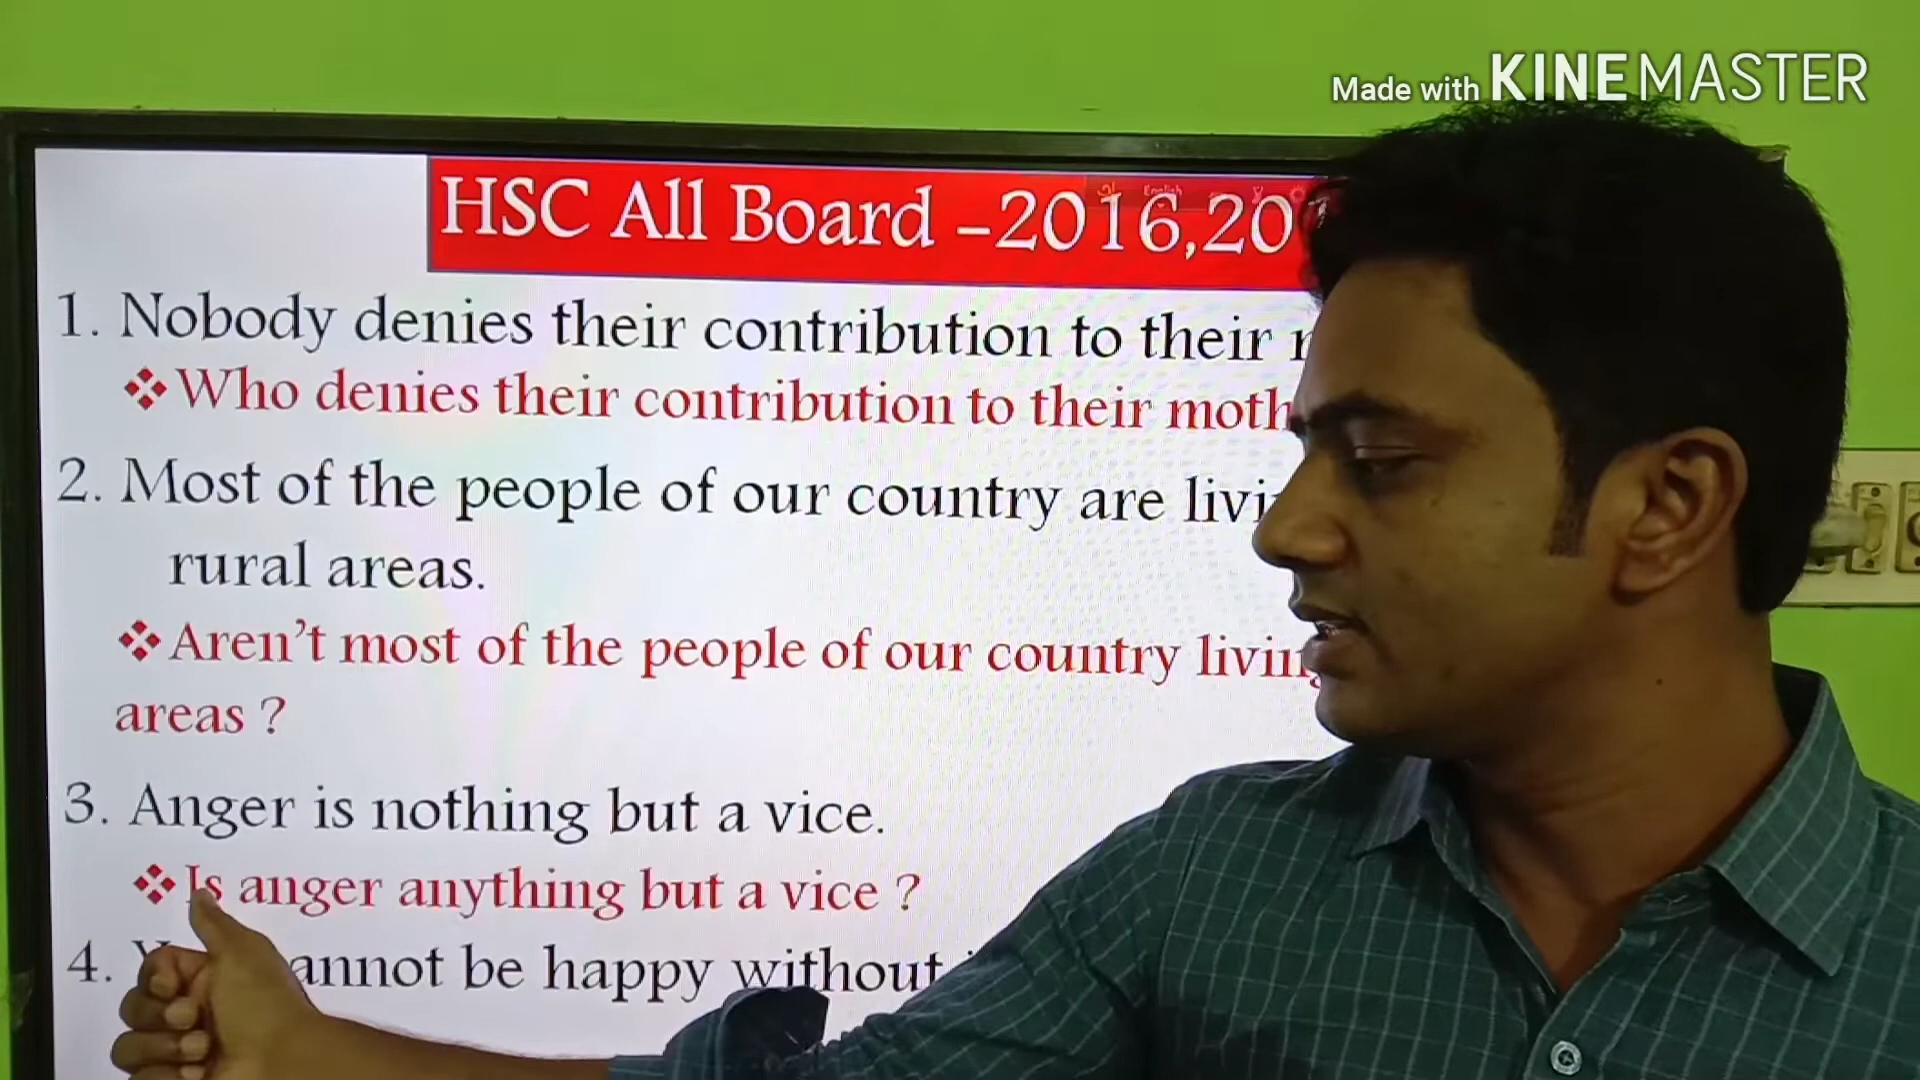 Made with KINEMASTER
HSC All Board -2016,20
1. Nobody denies their contribution to their
❖Who denies their contribution to their
2. Most of the people of our country are
rural areas.
❖Aren't most of the people of our country
areas ?
3. Anger is nothing but a vice.
❖Is anger anything but a vice ?
4. be happy without